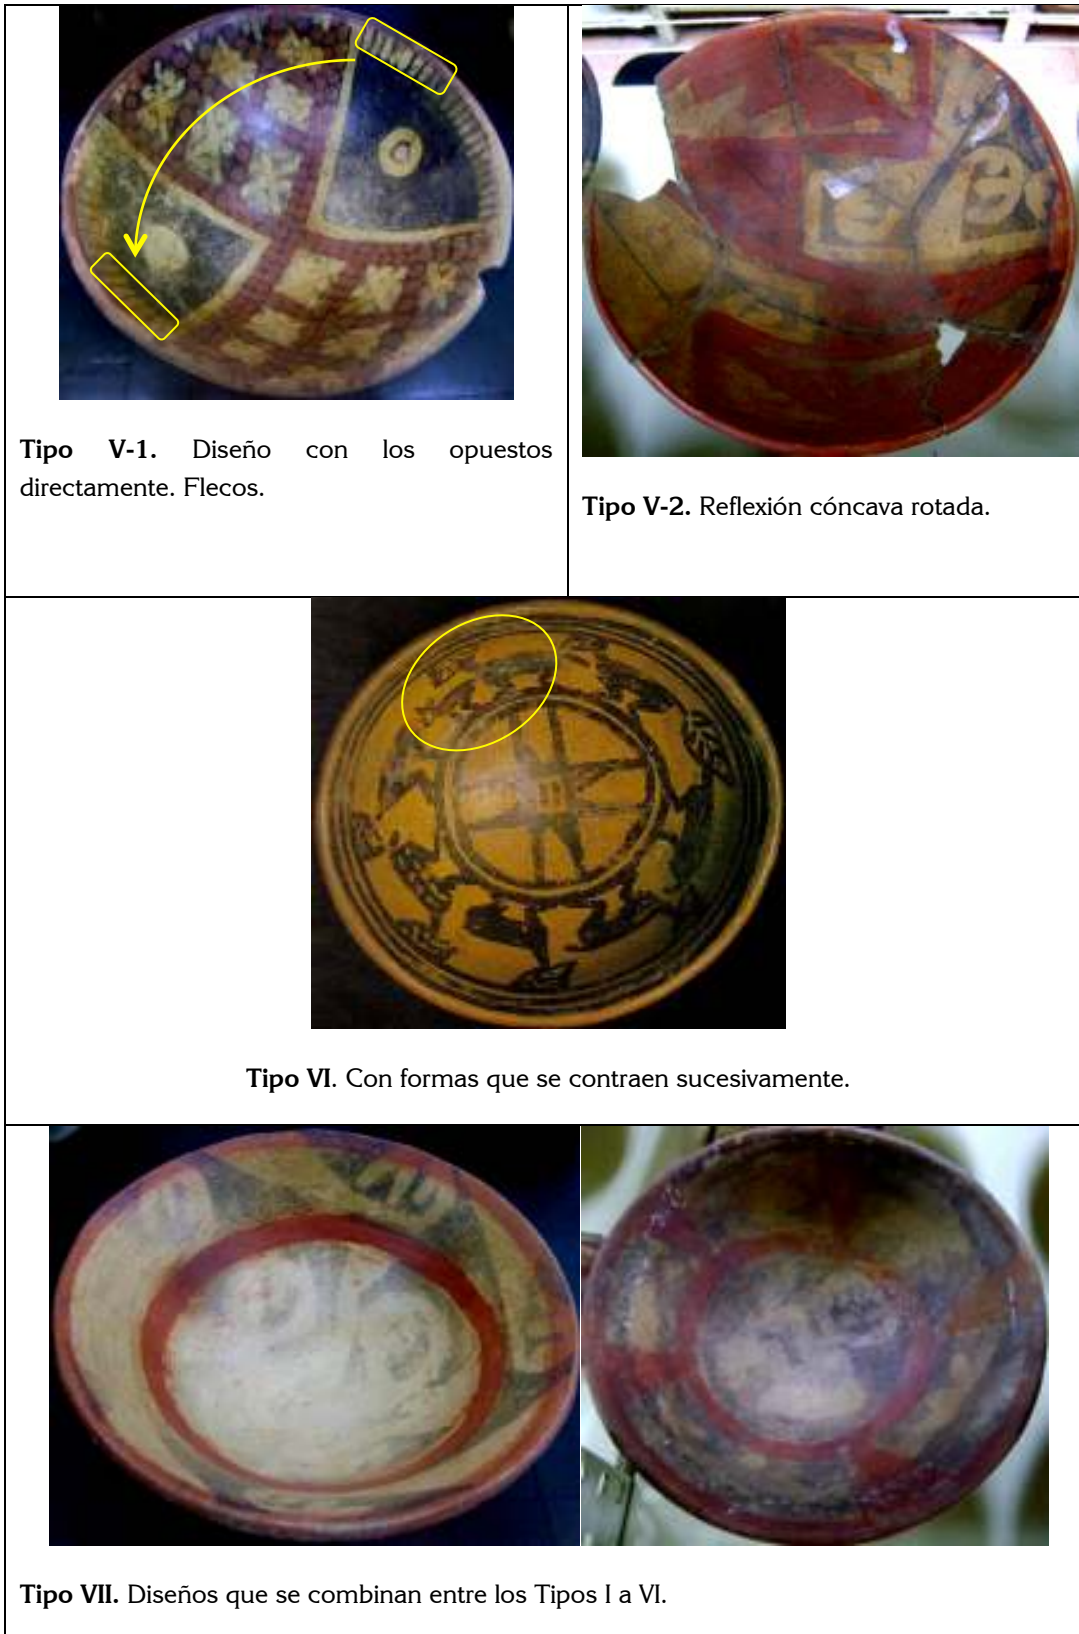 Tipo V-1. Diseño con los opuestos
directamente. Flecos.
Tipo V-2. Reflexión cóncava rotada.
Tipo VI. Con formas que se contraen sucesivamente.
Tipo VII. Diseños que se combinan entre los Tipos I a VI.